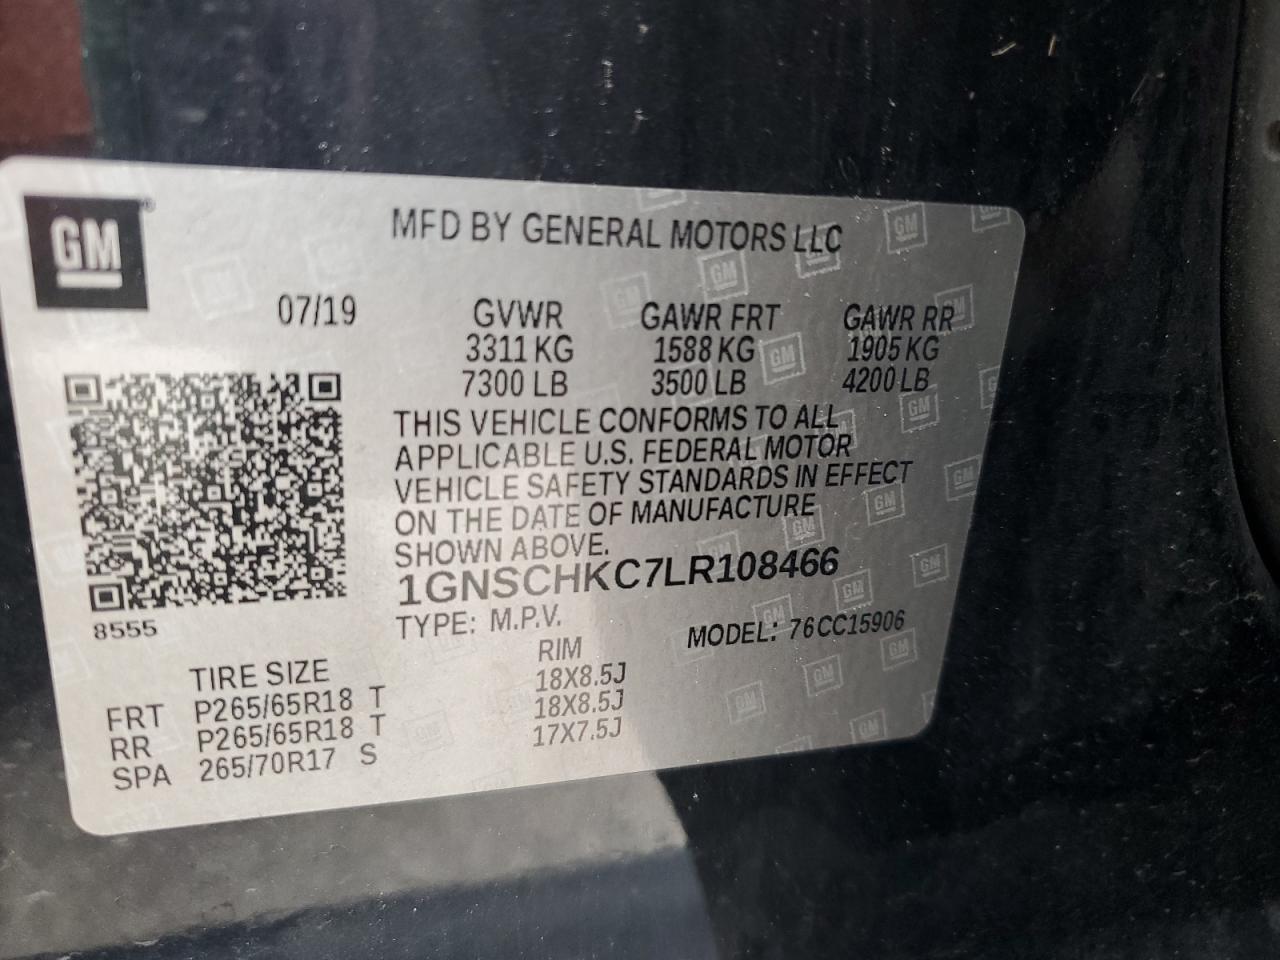 GM
MFD BY GENERAL MOTORS LLC
07/19
GVWR GAWR FRT GAWR RR
3311 KG 1588 KG 1905 KG
7300 LB 3500 LB 4200 LB
THIS VEHICLE CONFORMS TO ALL
APPLICABLE U.S. FEDERAL MOTOR
VEHICLE SAFETY STANDARDS IN EFFECT
ON THE DATE OF MANUFACTURE
SHOWN ABOVE.
1GNSCHKC7LR108466
8555
TYPE: M.P.V. MODEL: 76CC15906
TIRE SIZE RIM
FRT P265/65R18 T 18X8.5J
RR P265/65R18 T 18X8.5J
SPA 265/70R17 S 17X7.5J